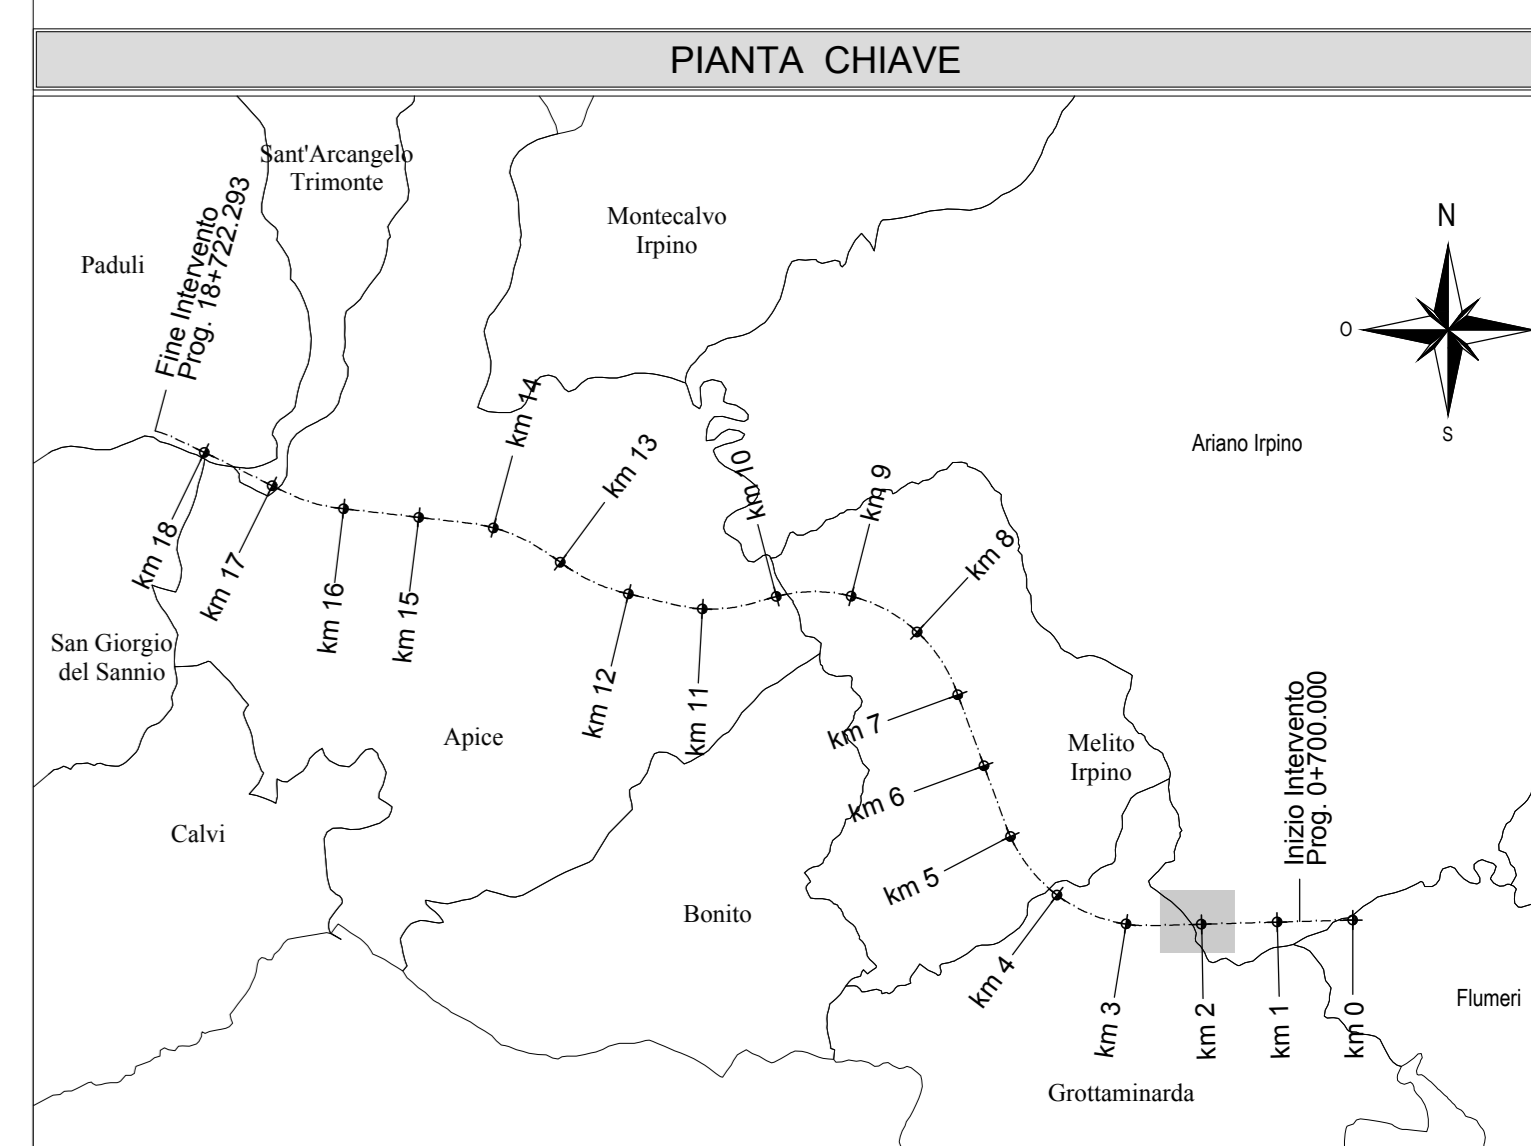 PIANTA CHIAVE
Sant'Arcangelo
Trimonte
Montecalvo
Irpino
Paduli
Fine Intervento
Prog. 18+722.293
N
O
S
Ariano Irpino
km 14
km 13
km 10
km 9
km 8
km 18
km 17
km 16
km 15
km 12
km 11
km 7
km 6
km 5
San Giorgio
del Sannio
Apice
Melito
Irpino
Inizio Intervento
Prog. 0+700.000
Calvi
Bonito
km 4
km 3
km 2
km 1
km 0
Flumeri
Grottaminarda